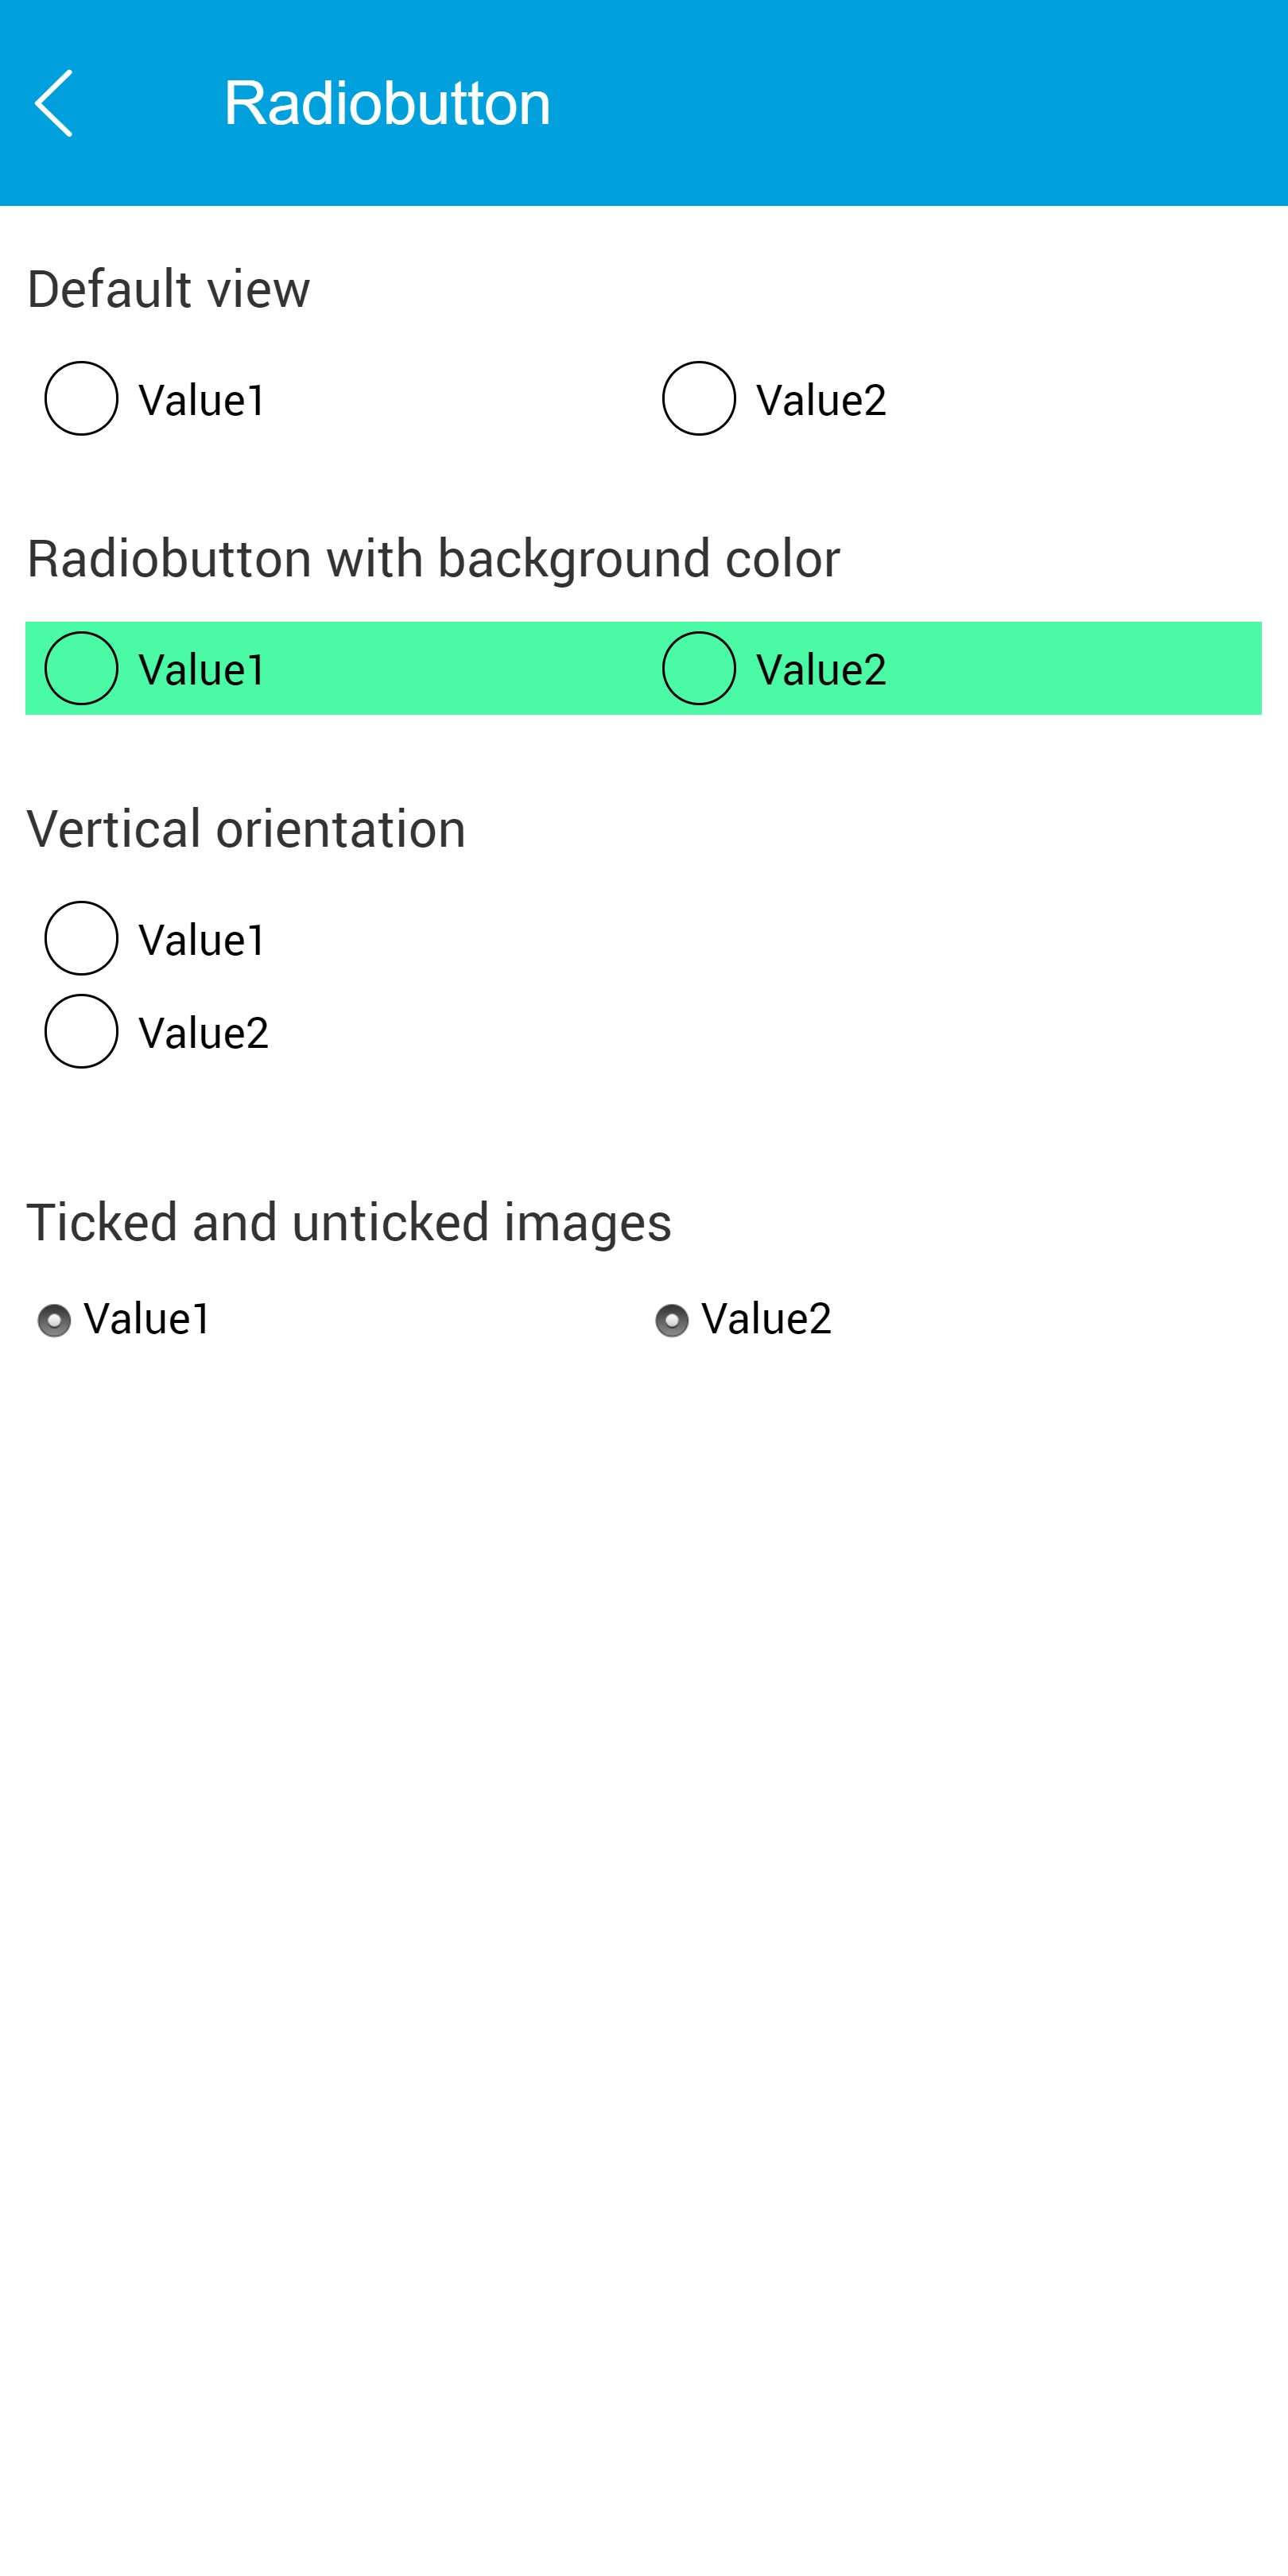 Radiobutton
Default view
Value1 Value2
Radiobutton with background color
Value1 Value2
Vertical orientation
Value1
Value2
Ticked and unticked images
Value1 Value2